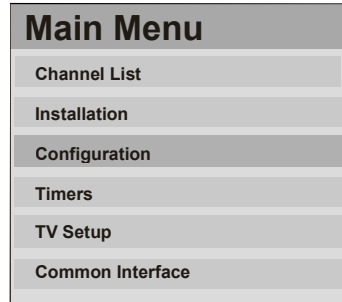 Main Menu
Channel List
Installation
Configuration
Timers
TV Setup
Common Interface